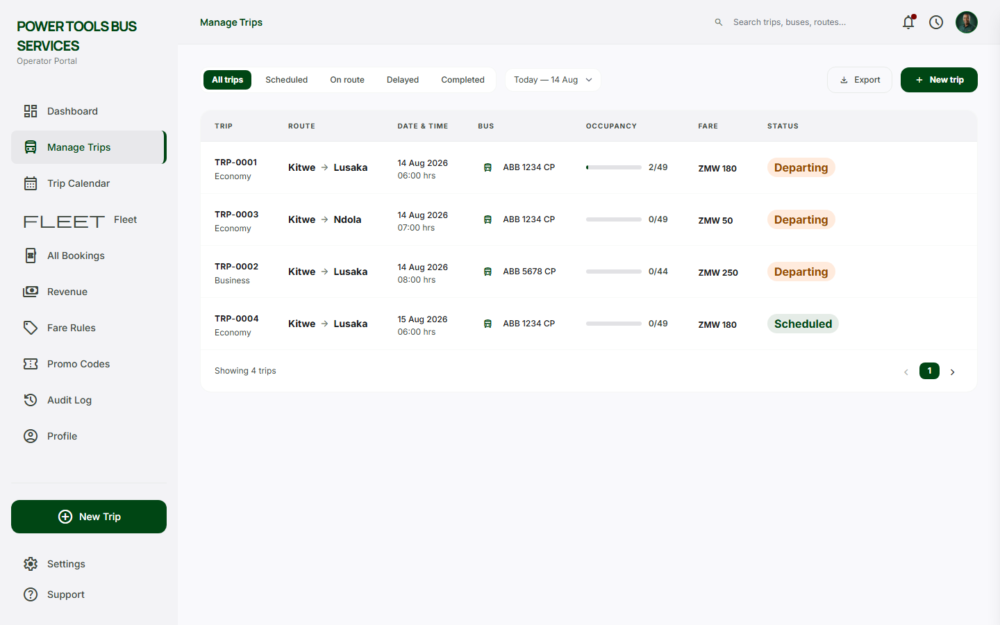 POWER TOOLS BUS
SERVICES
Operator Portal
Dashboard
Manage Trips
Trip Calendar
FLEET Fleet
All Bookings
Revenue
Fare Rules
Promo Codes
Audit Log
Profile
New Trip
Settings
Support
Manage Trips
Search trips, buses, routes...
All trips Scheduled On route Delayed Completed Today — 14 Aug Export + New trip
TRIP ROUTE DATE & TIME BUS OCCUPANCY FARE STATUS
TRP-0001 Kitwe → Lusaka 14 Aug 2026 ABB 1234 CP 2/49 ZMW 180 Departing
Economy 06:00 hrs
TRP-0003 Kitwe → Ndola 14 Aug 2026 ABB 1234 CP 0/49 ZMW 50 Departing
Economy 07:00 hrs
TRP-0002 Kitwe → Lusaka 14 Aug 2026 ABB 5678 CP 0/44 ZMW 250 Departing
Business 08:00 hrs
TRP-0004 Kitwe → Lusaka 15 Aug 2026 ABB 1234 CP 0/49 ZMW 180 Scheduled
Economy 06:00 hrs
Showing 4 trips ‹ 1 ›